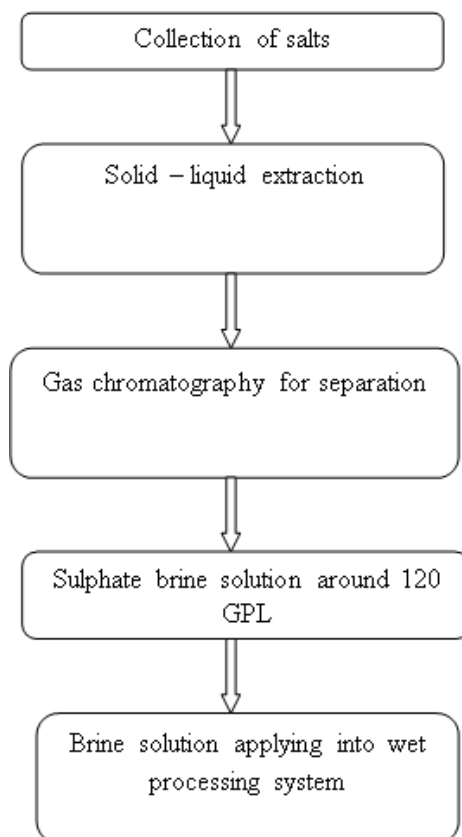 Collection of salts
Solid – liquid extraction
Gas chromatography for separation
Sulphate brine solution around 120
GPL
Brine solution applying into wet
processing system